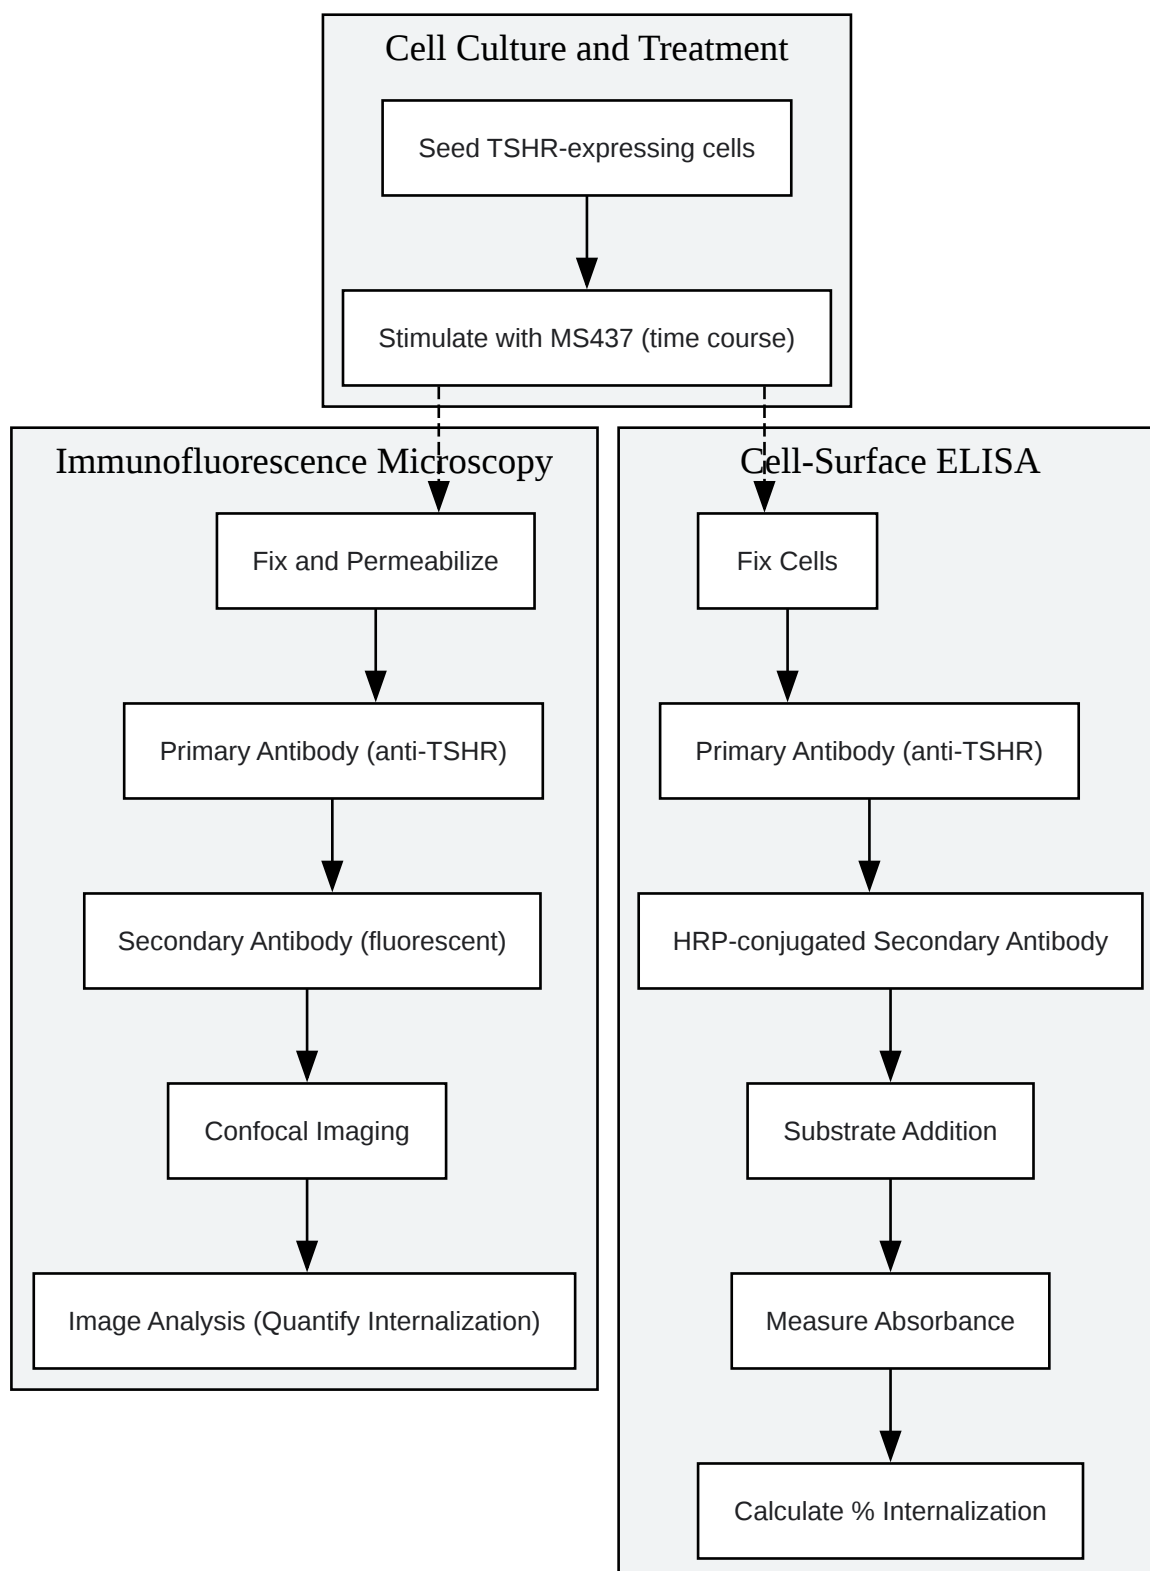 Cell Culture and Treatment
Seed TSHR-expressing cells
Stimulate with MS437 (time course)
Immunofluorescence Microscopy
Fix and Permeabilize
Primary Antibody (anti-TSHR)
Secondary Antibody (fluorescent)
Confocal Imaging
Image Analysis (Quantify Internalization)
Cell-Surface ELISA
Fix Cells
Primary Antibody (anti-TSHR)
HRP-conjugated Secondary Antibody
Substrate Addition
Measure Absorbance
Calculate % Internalization